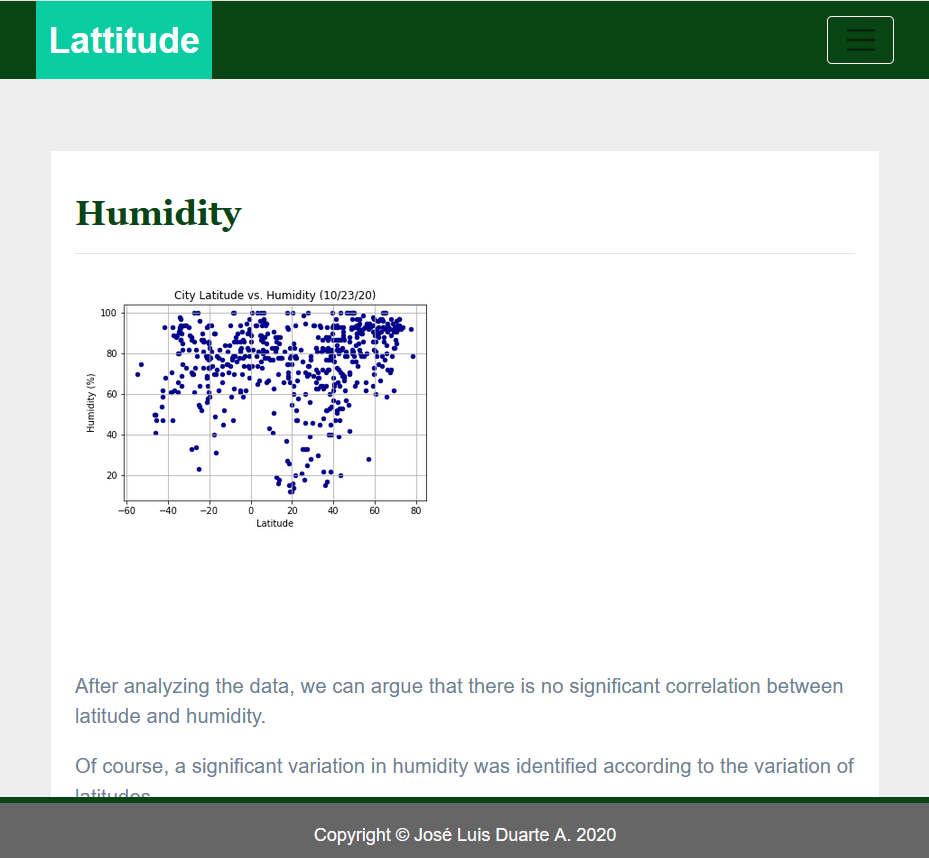 Lattitude
Humidity
City Latitude vs. Humidity (10/23/20)
100
80
60
40
20
Humidity (%)
−60 −40 −20 0 20 40 60 80
Latitude
After analyzing the data, we can argue that there is no significant correlation between
latitude and humidity.
Of course, a significant variation in humidity was identified according to the variation of
latitudes
Copyright © José Luis Duarte A. 2020